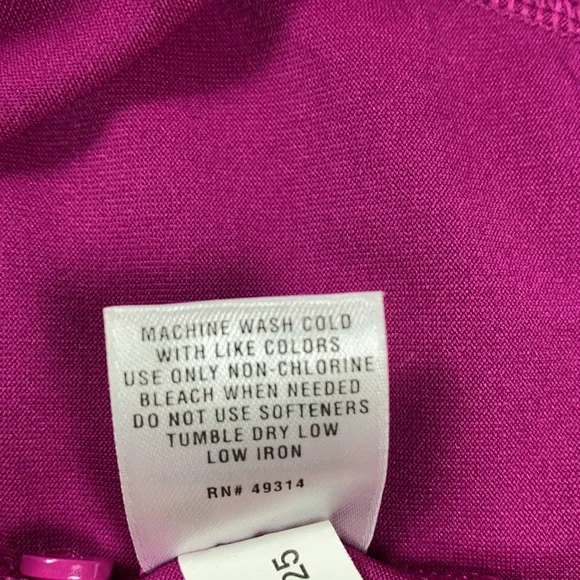 MACHINE WASH COLD
WITH LIKE COLORS
USE ONLY NON-CHLORINE
BLEACH WHEN NEEDED
DO NOT USE SOFTENERS
TUMBLE DRY LOW
LOW IRON
RN# 49314
25